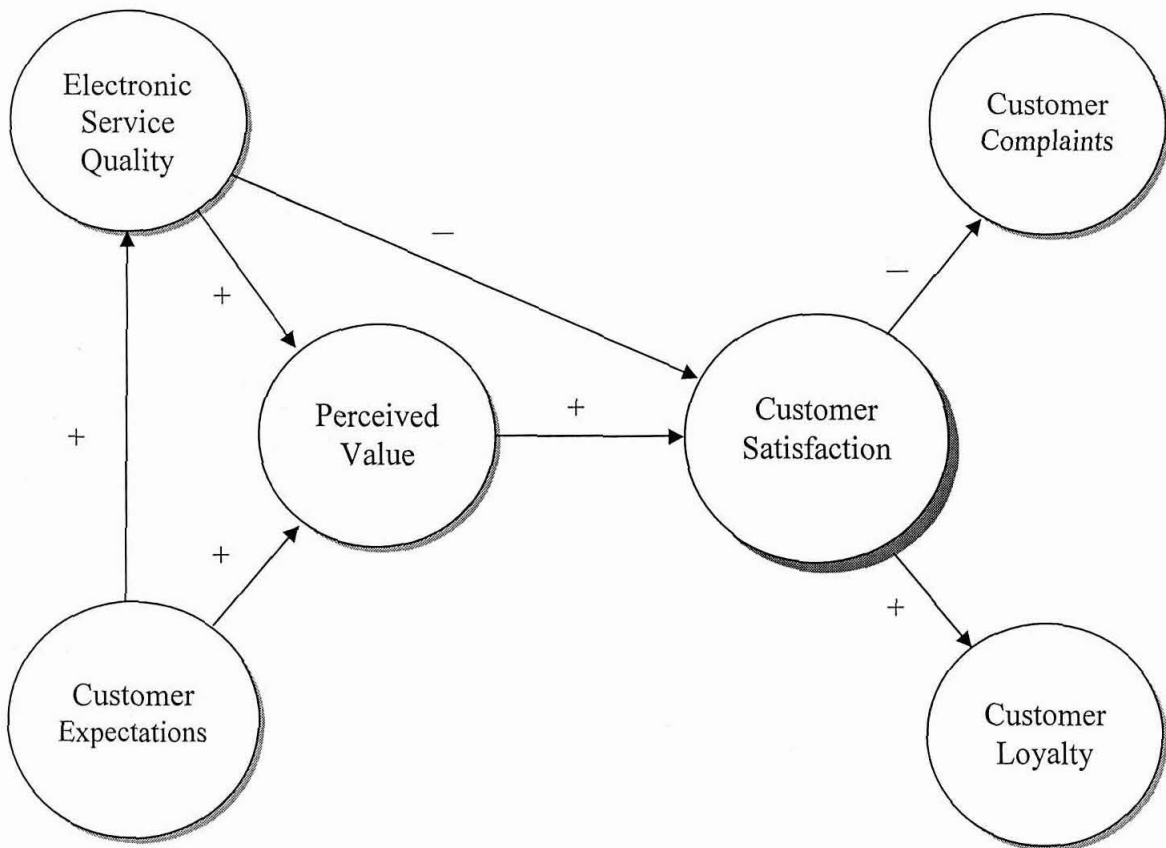 Electronic
Service
Quality
Customer
Complaints
—
+
—
Perceived
Value
+
Customer
Satisfaction
+
+
+
Customer
Expectations
Customer
Loyalty